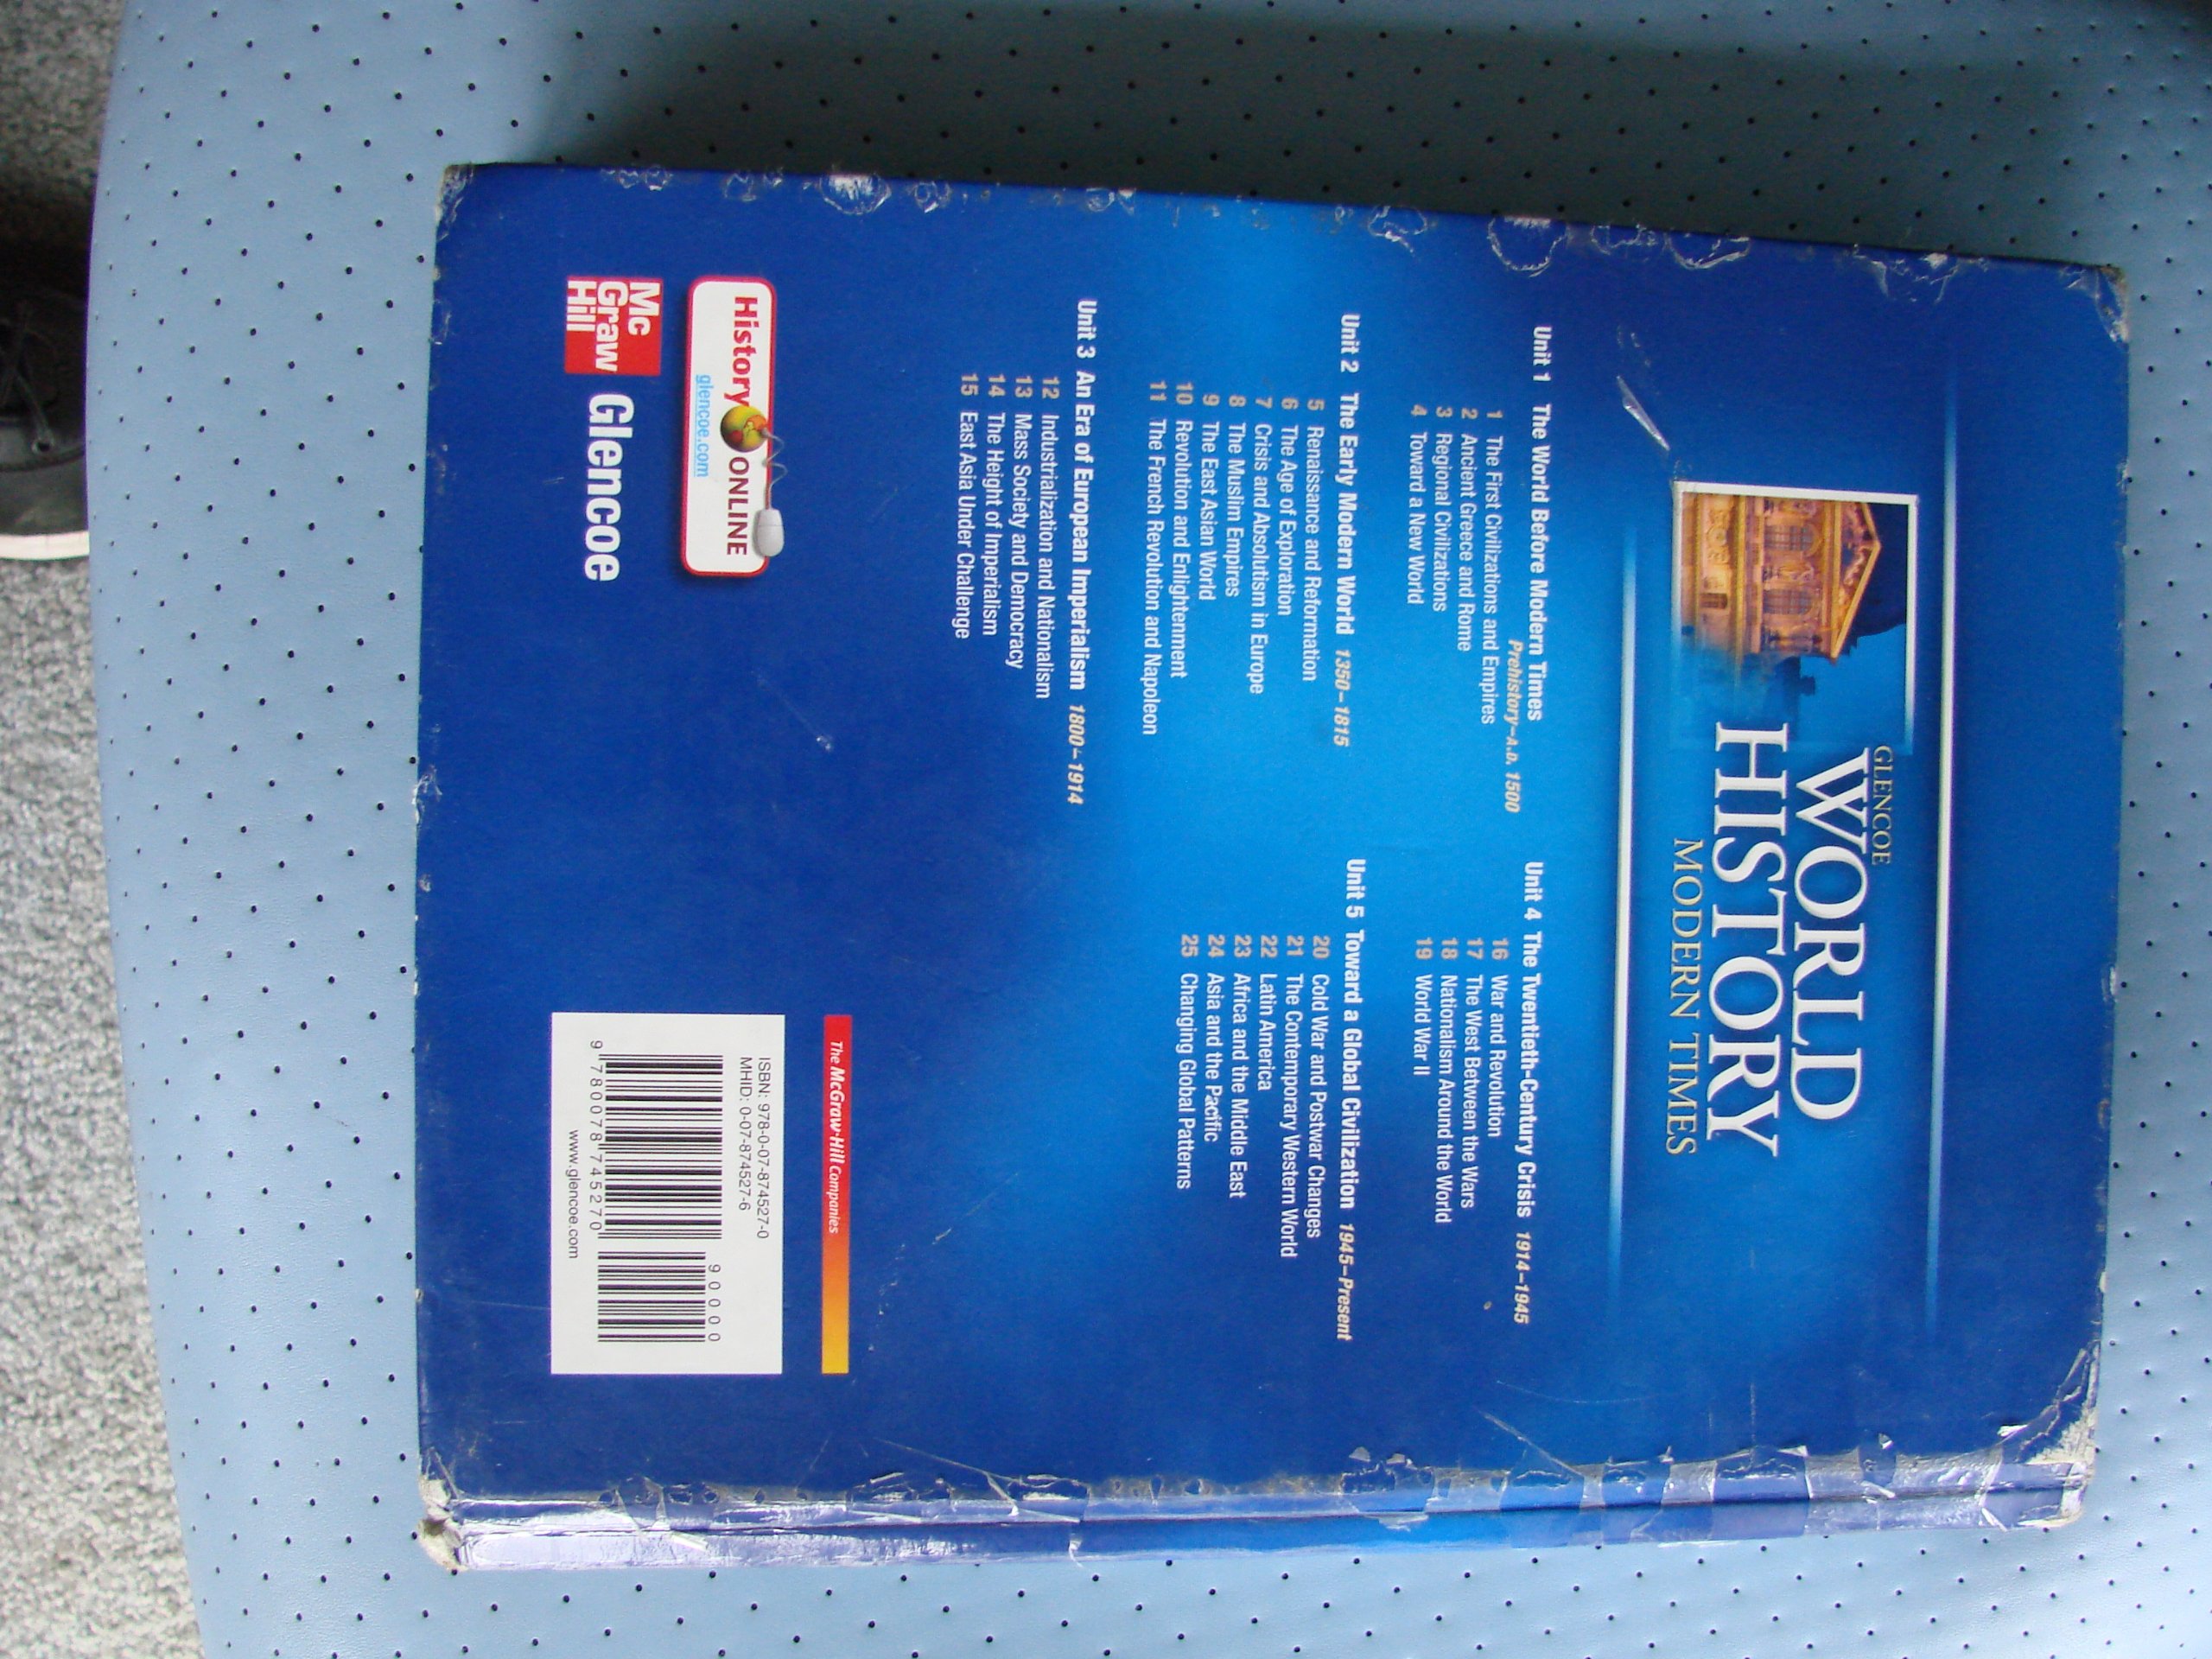 GLENCOE
WORLD
HISTORY
MODERN TIMES
Unit 1 The World Before Modern Times
Prehistory–A.D. 1500
1 The First Civilizations and Empires
2 Ancient Greece and Rome
3 Regional Civilizations
4 Toward a New World
Unit 2 The Early Modern World 1350–1815
5 Renaissance and Reformation
6 The Age of Exploration
7 Crisis and Absolutism in Europe
8 The Muslim Empires
9 The East Asian World
10 Revolution and Enlightenment
11 The French Revolution and Napoleon
Unit 3 An Era of European Imperialism 1800–1914
12 Industrialization and Nationalism
13 Mass Society and Democracy
14 The Height of Imperialism
15 East Asia Under Challenge
Unit 4 The Twentieth-Century Crisis 1914–1945
16 War and Revolution
17 The West Between the Wars
18 Nationalism Around the World
19 World War II
Unit 5 Toward a Global Civilization 1945–Present
20 Cold War and Postwar Changes
21 The Contemporary Western World
22 Latin America
23 Africa and the Middle East
24 Asia and the Pacific
25 Changing Global Patterns
History ONLINE
glencoe.com
Mc
Graw
Hill
Glencoe
The McGraw·Hill Companies
ISBN: 978-0-07-874527-0
MHID: 0-07-874527-6
90000
9 780078 745270
www.glencoe.com